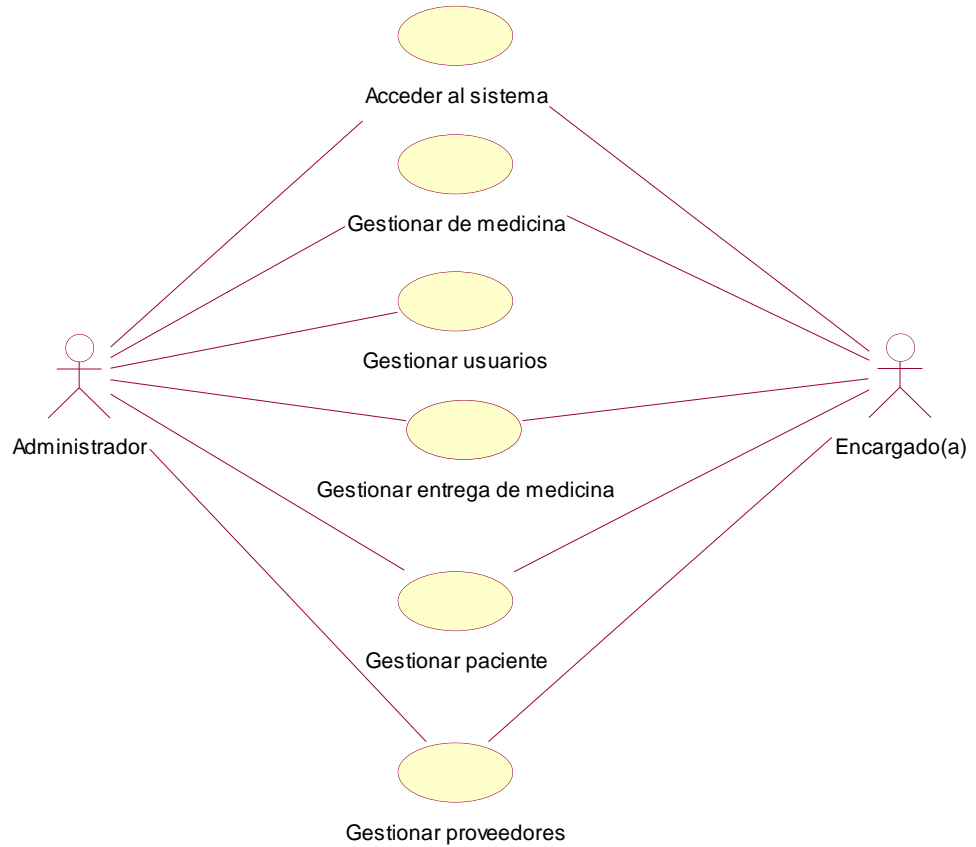 Acceder al sistema
Gestionar de medicina
Gestionar usuarios
Administrador
Encargado(a)
Gestionar entrega de medicina
Gestionar paciente
Gestionar proveedores